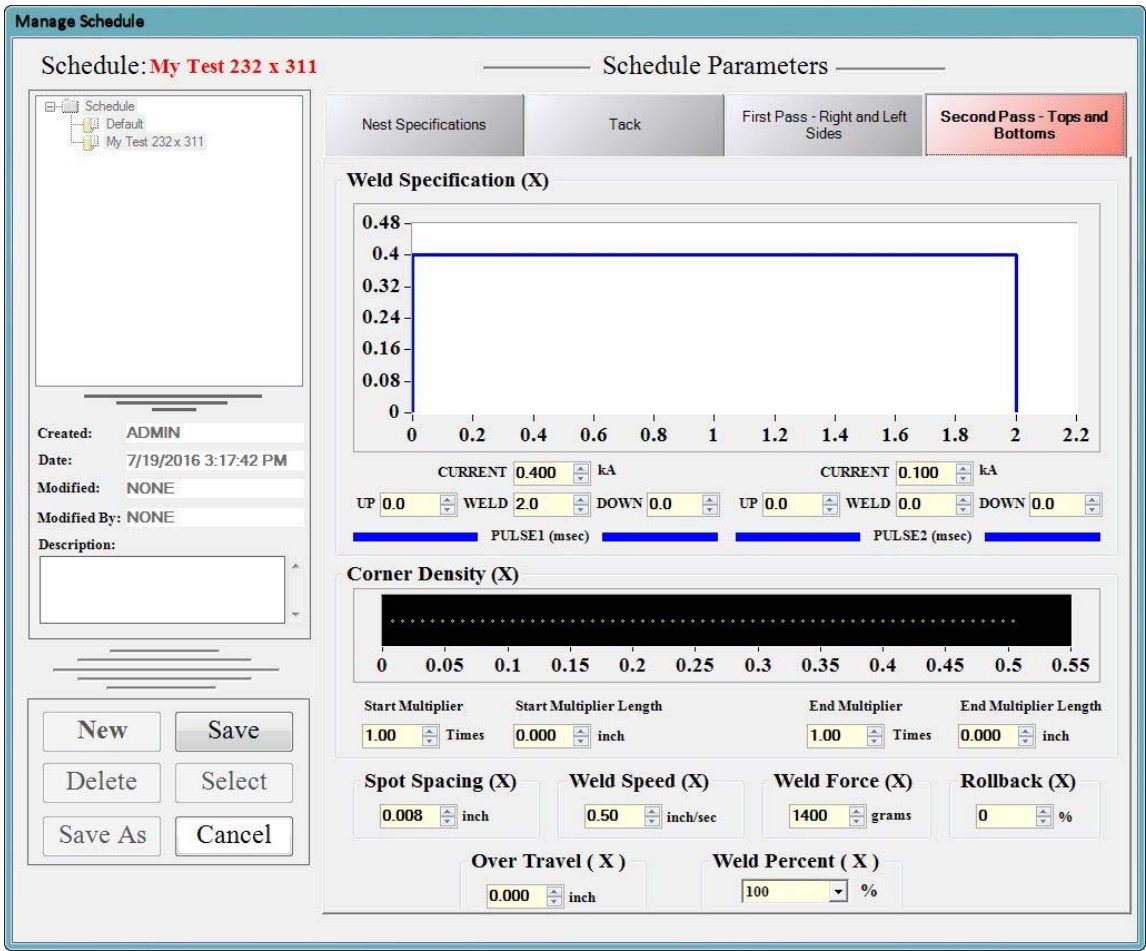 Manage Schedule
Schedule: My Test 232 x 311
Schedule
Default
My Test 232 x 311
Created: ADMIN
Date: 7/19/2016 3:17:42 PM
Modified: NONE
Modified By: NONE
Description:
New Save
Delete Select
Save As Cancel
Schedule Parameters
Nest Specifications
Tack
First Pass - Right and Left
Sides
Second Pass - Tops and
Bottoms
Weld Specification (X)
0.48
0.4
0.32
0.24
0.16
0.08
0
0 0.2 0.4 0.6 0.8 1 1.2 1.4 1.6 1.8 2 2.2
CURRENT 0.400 kA CURRENT 0.100 kA
UP 0.0 WELD 2.0 DOWN 0.0 UP 0.0 WELD 0.0 DOWN 0.0
PULSE1 (msec) PULSE2 (msec)
Corner Density (X)
0 0.05 0.1 0.15 0.2 0.25 0.3 0.35 0.4 0.45 0.5 0.55
Start Multiplier Start Multiplier Length End Multiplier End Multiplier Length
1.00 Times 0.000 inch 1.00 Times 0.000 inch
Spot Spacing (X) Weld Speed (X) Weld Force (X) Rollback (X)
0.008 inch 0.50 inch/sec 1400 grams 0 %
Over Travel ( X ) Weld Percent ( X )
0.000 inch 100 %